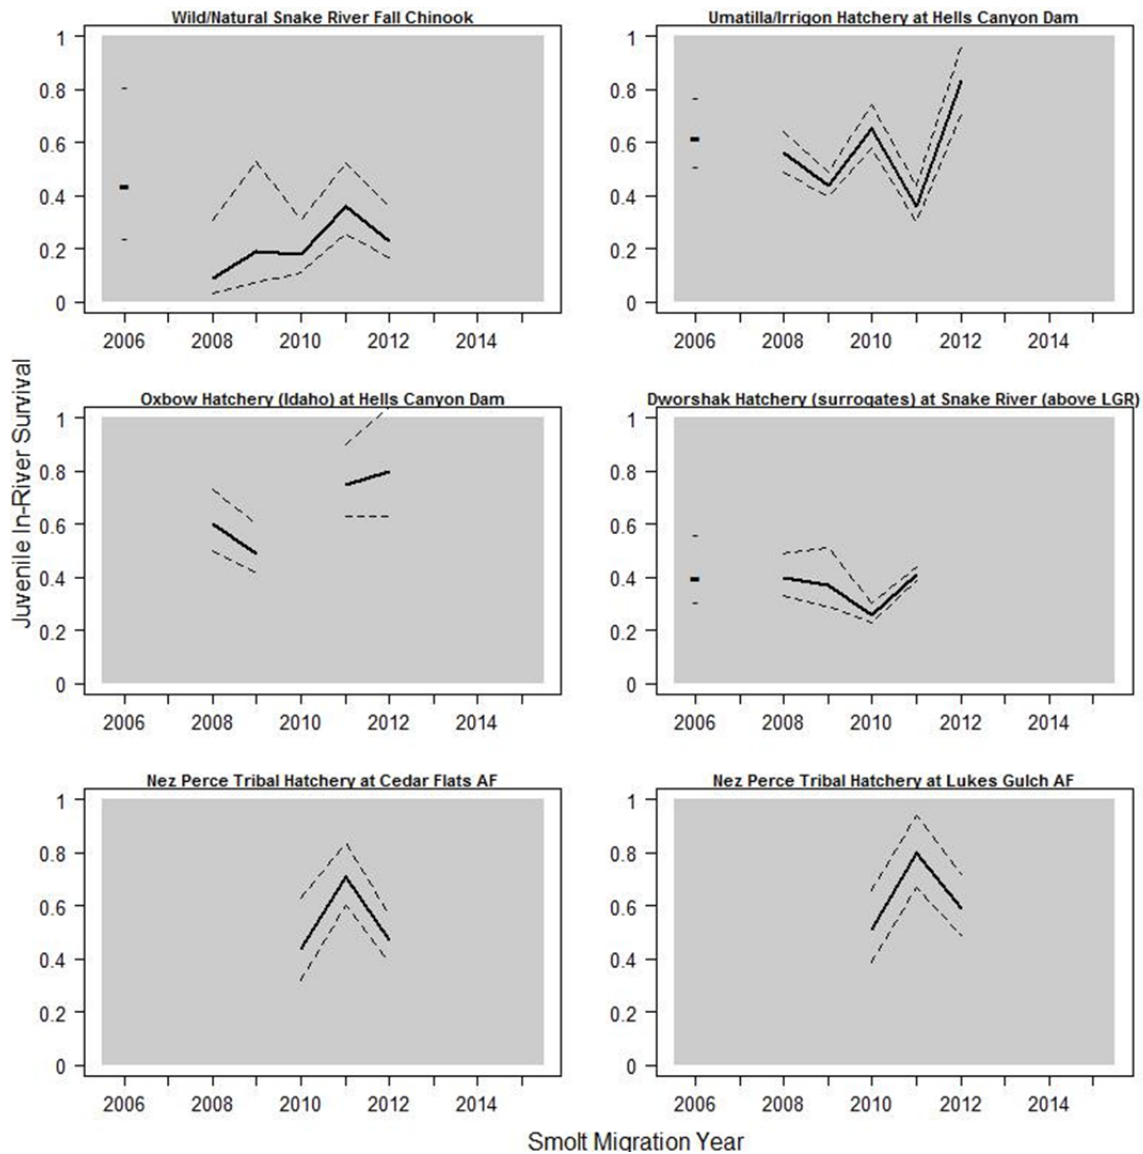 Wild/Natural Snake River Fall Chinook
1
0.8
0.6
0.4
0.2
0
2006 2008 2010 2012 2014
Umatilla/Irrigon Hatchery at Hells Canyon Dam
1
0.8
0.6
0.4
0.2
0
2006 2008 2010 2012 2014
Juvenile In-River Survival
Oxbow Hatchery (Idaho) at Hells Canyon Dam
1
0.8
0.6
0.4
0.2
0
2006 2008 2010 2012 2014
Dworshak Hatchery (surrogates) at Snake River (above LGR)
1
0.8
0.6
0.4
0.2
0
2006 2008 2010 2012 2014
Nez Perce Tribal Hatchery at Cedar Flats AF
1
0.8
0.6
0.4
0.2
0
2006 2008 2010 2012 2014
Nez Perce Tribal Hatchery at Lukes Gulch AF
1
0.8
0.6
0.4
0.2
0
2006 2008 2010 2012 2014
Smolt Migration Year